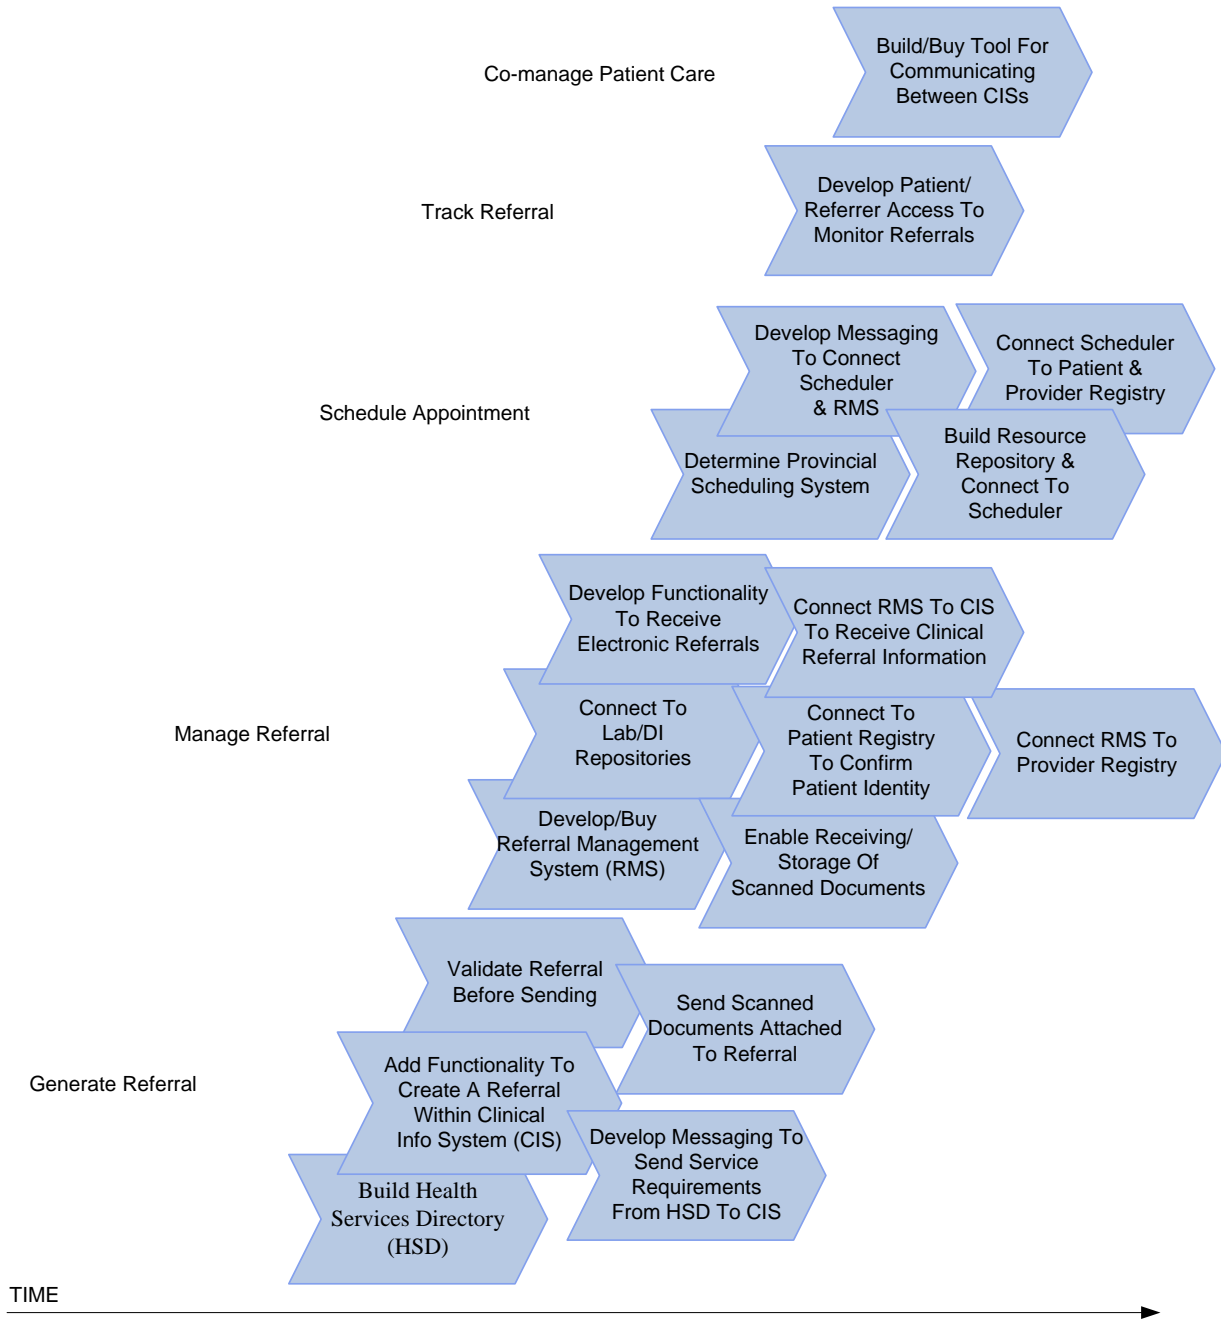 Co-manage Patient Care
Build/Buy Tool For
Communicating
Between CISs
Track Referral
Develop Patient/
Referrer Access To
Monitor Referrals
Schedule Appointment
Develop Messaging
To Connect
Scheduler
& RMS
Connect Scheduler
To Patient &
Provider Registry
Determine Provincial
Scheduling System
Build Resource
Repository &
Connect To
Scheduler
Manage Referral
Develop Functionality
To Receive
Electronic Referrals
Connect RMS To CIS
To Receive Clinical
Referral Information
Connect To
Lab/DI
Repositories
Connect To
Patient Registry
To Confirm
Patient Identity
Connect RMS To
Provider Registry
Develop/Buy
Referral Management
System (RMS)
Enable Receiving/
Storage Of
Scanned Documents
Generate Referral
Validate Referral
Before Sending
Send Scanned
Documents Attached
To Referral
Add Functionality To
Create A Referral
Within Clinical
Info System (CIS)
Develop Messaging To
Send Service
Requirements
From HSD To CIS
Build Health
Services Directory
(HSD)
TIME